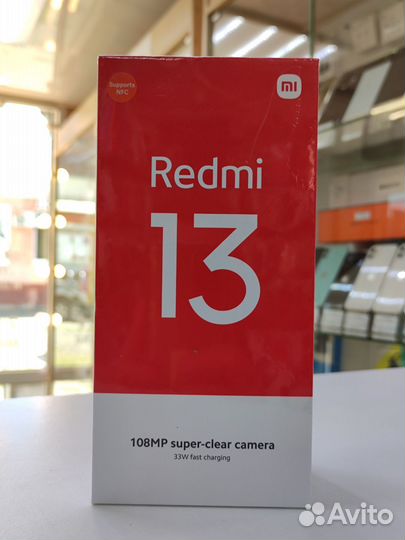 Supports
NFC
mi
Redmi
13
108MP super-clear camera
33W fast charging
Avito